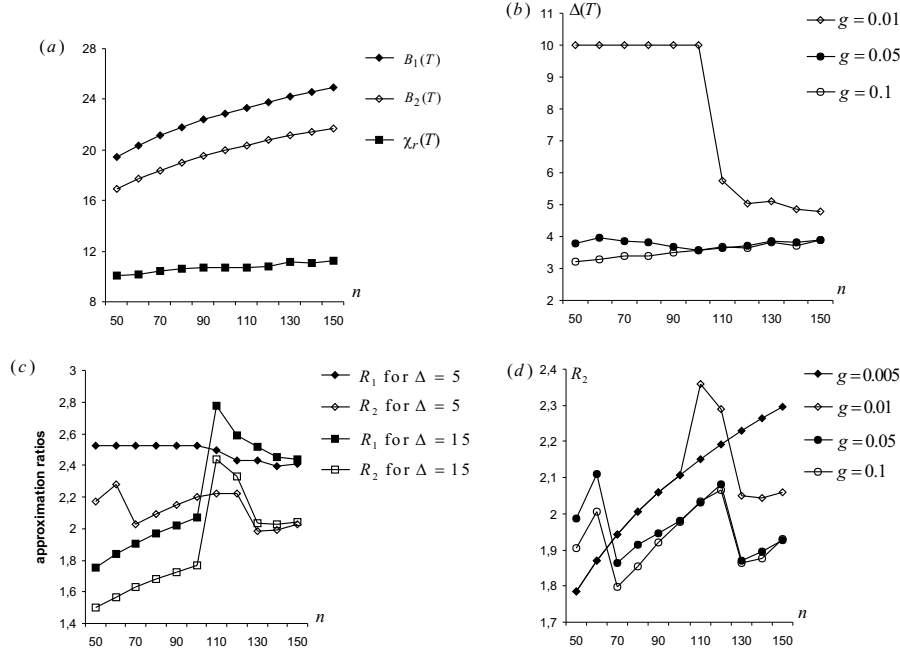 (a)
28
24
20
16
12
8
50 70 90 110 130 150
n
B₁(T)
B₂(T)
χᵣ(T)
(b)
Δ(T)
11
10
9
8
7
6
5
4
3
2
50 70 90 110 130 150
n
g = 0.01
g = 0.05
g = 0.1
(c)
approximation ratios
3
2,8
2,6
2,4
2,2
2
1,8
1,6
1,4
50 70 90 110 130 150
n
R₁ for Δ = 5
R₂ for Δ = 5
R₁ for Δ = 15
R₂ for Δ = 15
(d)
R₂
2,4
2,3
2,2
2,1
2
1,9
1,8
1,7
50 70 90 110 130 150
n
g = 0.005
g = 0.01
g = 0.05
g = 0.1